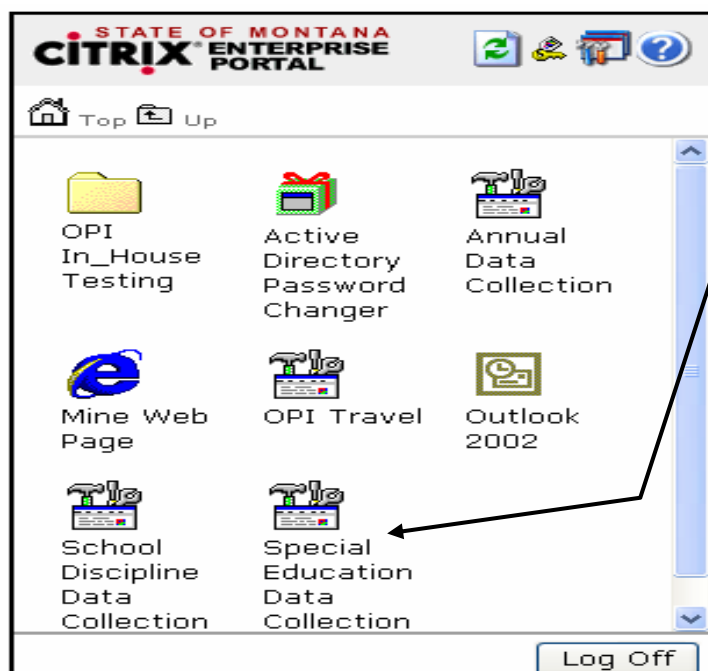 STATE OF MONTANA
CITRIX® ENTERPRISE
PORTAL
Top Up
OPI
In_House
Testing
Active
Directory
Password
Changer
Annual
Data
Collection
Mine Web
Page
OPI Travel
Outlook
2002
School
Discipline
Data
Collection
Special
Education
Data
Collection
Log Off